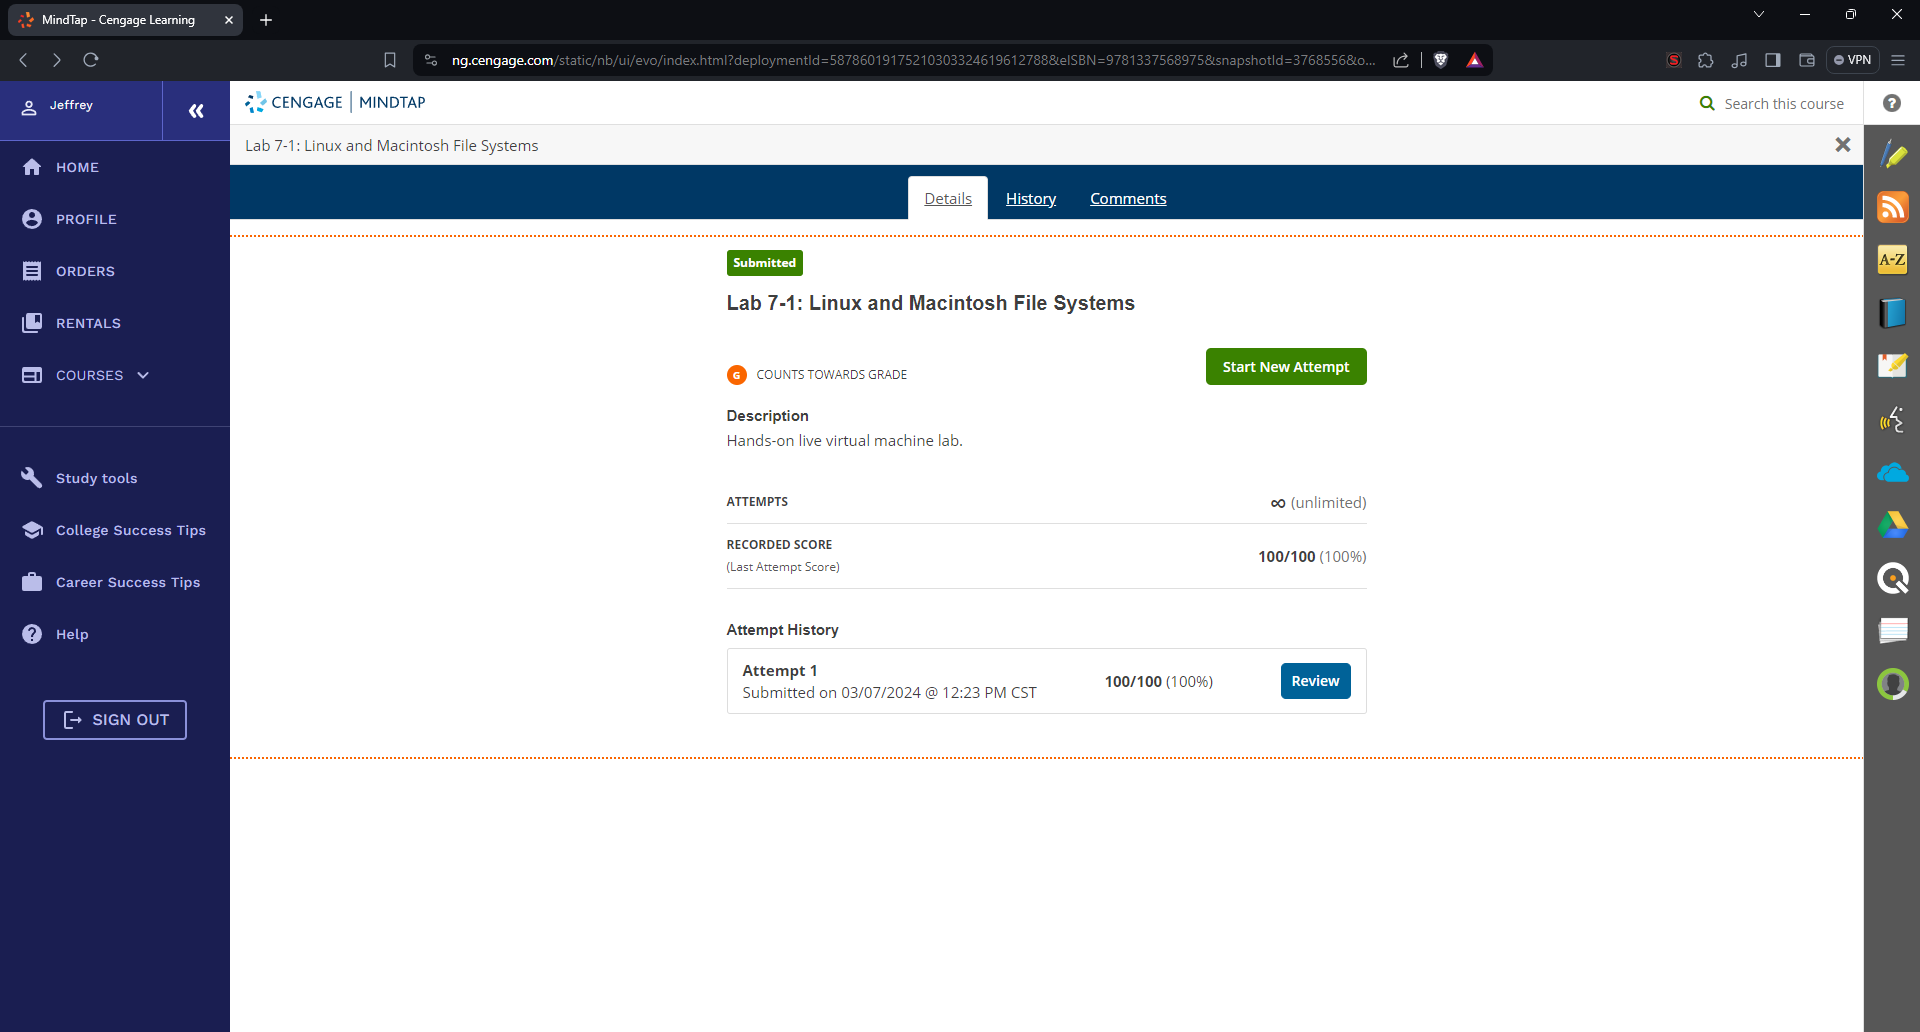 MindTap - Cengage Learning
ng.cengage.com/static/nb/ui/evo/index.html?deploymentId=5878601917521030332461961278&eISBN=9781337568975&snapshotId=3768556&o...
VPN
Jeffrey
CENGAGE | MINDTAP
Search this course
Lab 7-1: Linux and Macintosh File Systems
HOME
PROFILE
ORDERS
RENTALS
COURSES
Study tools
College Success Tips
Career Success Tips
Help
SIGN OUT
Details
History
Comments
Submitted
Lab 7-1: Linux and Macintosh File Systems
G COUNTS TOWARDS GRADE
Start New Attempt
Description
Hands-on live virtual machine lab.
ATTEMPTS
∞ (unlimited)
RECORDED SCORE
(Last Attempt Score)
100/100 (100%)
Attempt History
Attempt 1
Submitted on 03/07/2024 @ 12:23 PM CST
100/100 (100%)
Review
A-Z